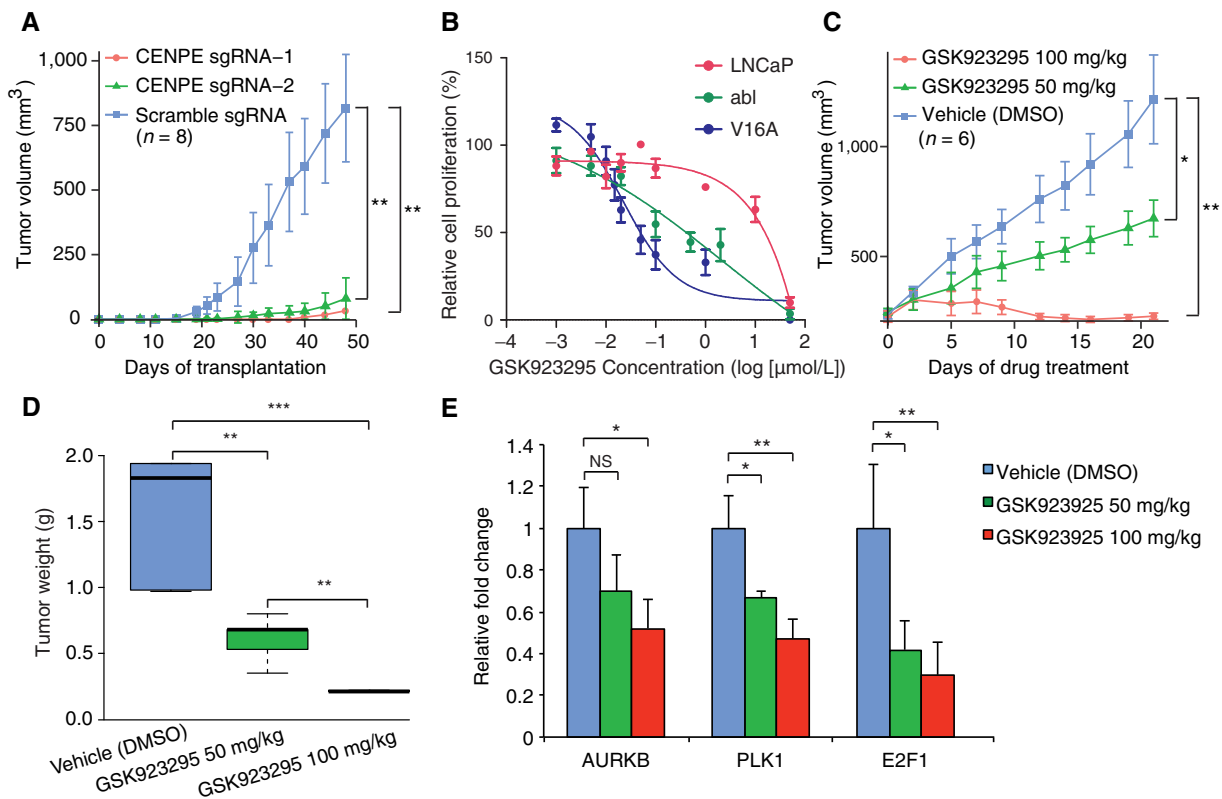 A
Tumor volume (mm3)
1,000
750
500
250
0
CENPE sgRNA–1
CENPE sgRNA–2
Scramble sgRNA
(n = 8)
**
**
0 10 20 30 40 50
Days of transplantation
B
Relative cell proliferation (%)
150
100
50
0
LNCaP
abl
V16A
–4 –3 –2 –1 0 1 2
GSK923295 Concentration (log [μmol/L])
C
Tumor volume (mm3)
1,000
500
GSK923295 100 mg/kg
GSK923295 50 mg/kg
Vehicle (DMSO)
(n = 6)
*
**
0 5 10 15 20
Days of drug treatment
D
Tumor weight (g)
2.0
1.5
1.0
0.5
0.0
***
**
**
Vehicle (DMSO)
GSK923295 50 mg/kg
GSK923295 100 mg/kg
E
Relative fold change
1.4
1.2
1
0.8
0.6
0.4
0.2
0
*
NS
**
*
**
*
AURKB PLK1 E2F1
Vehicle (DMSO)
GSK923925 50 mg/kg
GSK923925 100 mg/kg